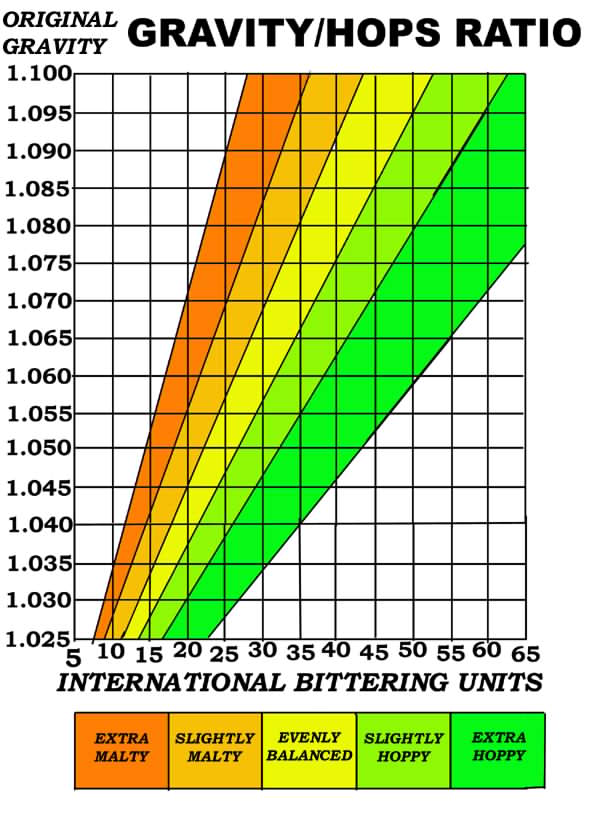 ORIGINAL
GRAVITY
GRAVITY/HOPS RATIO
1.100
1.095
1.090
1.085
1.080
1.075
1.070
1.065
1.060
1.055
1.050
1.045
1.040
1.035
1.030
1.025
5 10 15 20 25 30 35 40 45 50 55 60 65
INTERNATIONAL BITTERING UNITS
EXTRA
MALTY
SLIGHTLY
MALTY
EVENLY
BALANCED
SLIGHTLY
HOPPY
EXTRA
HOPPY